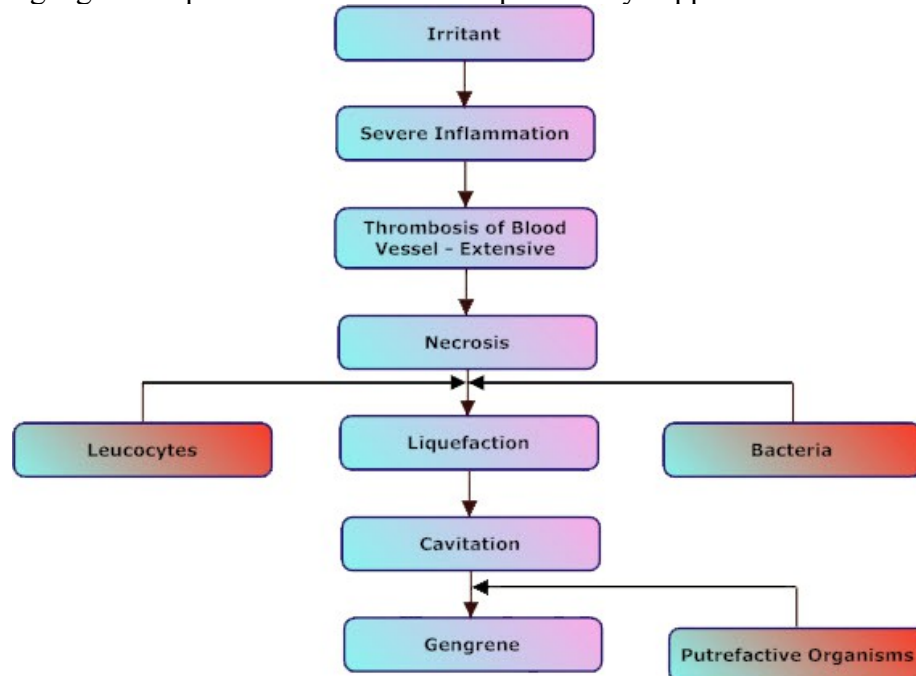 Irritant
Severe Inflammation
Thrombosis of Blood
Vessel - Extensive
Necrosis
Leucocytes
Liquefaction
Bacteria
Cavitation
Gengrene
Putrefactive Organisms